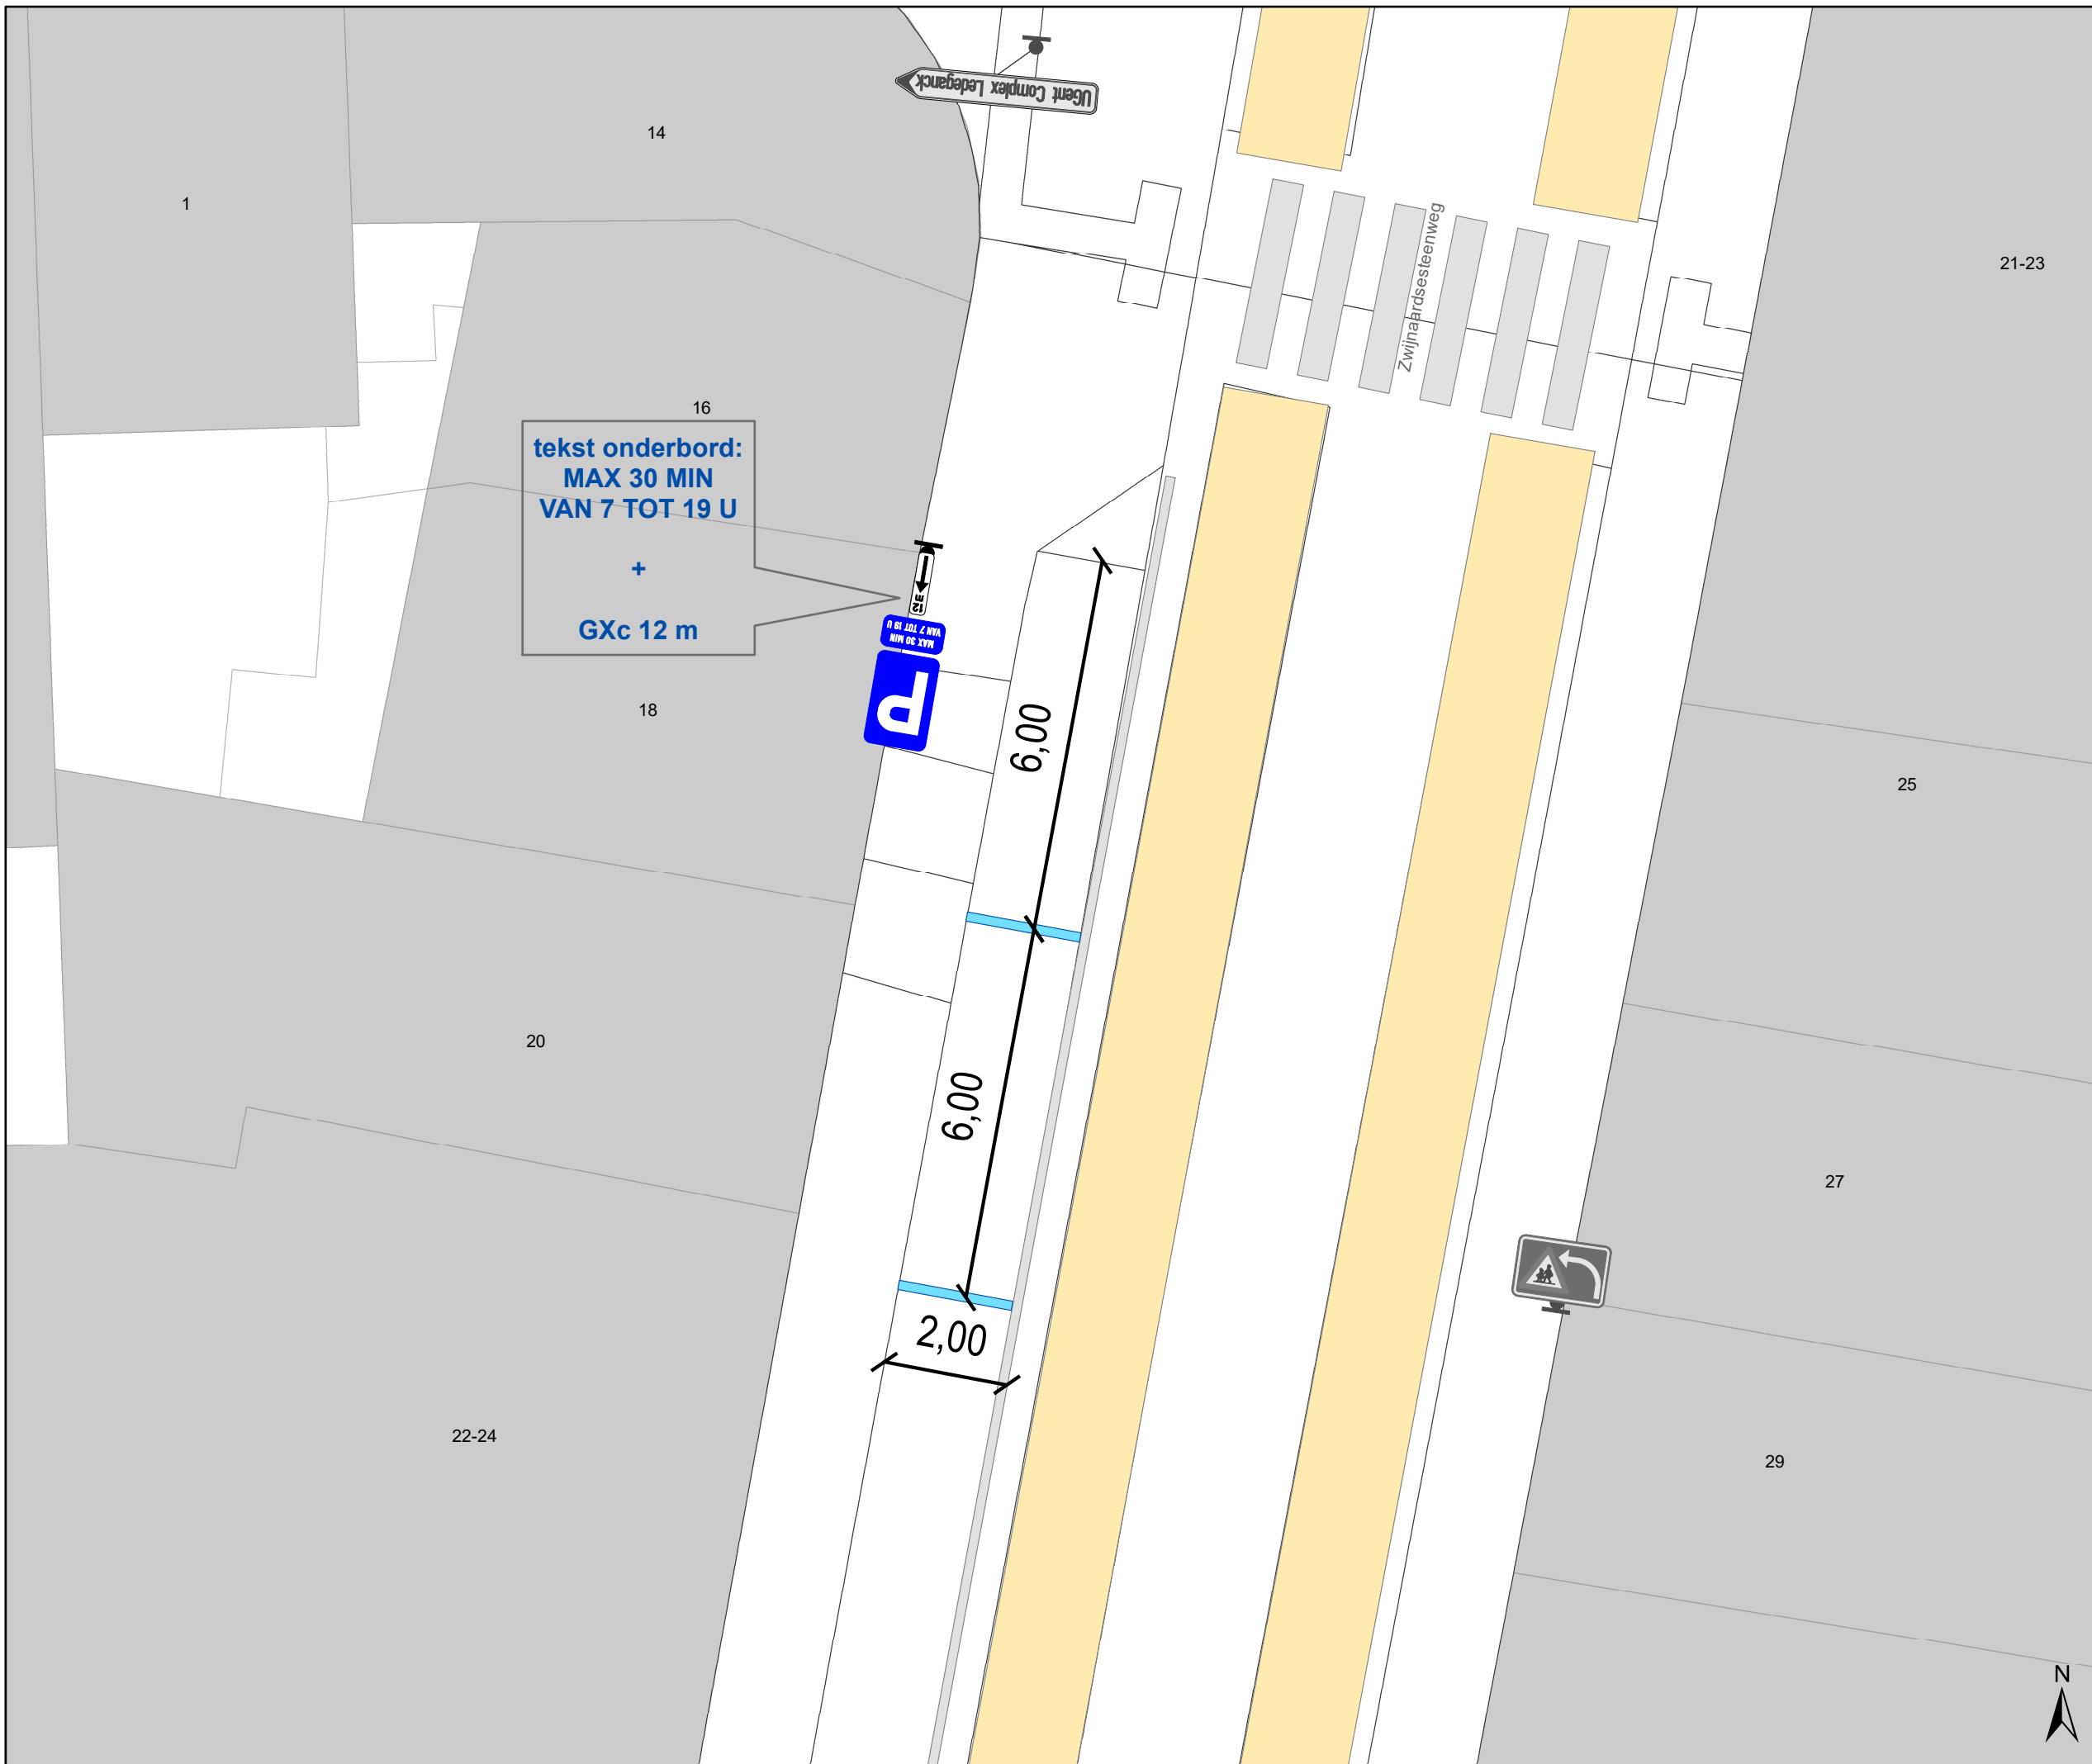 UGent Complex Ledeganck
14
1
Zwijnaardsesteenweg
21-23
16
tekst onderbord:
MAX 30 MIN
VAN 7 TOT 19 U
+
GXc 12 m
MAX 30 MIN
VAN 7 TOT 19 U
P
18
6,00
25
20
6,00
27
2,00
22-24
29
N